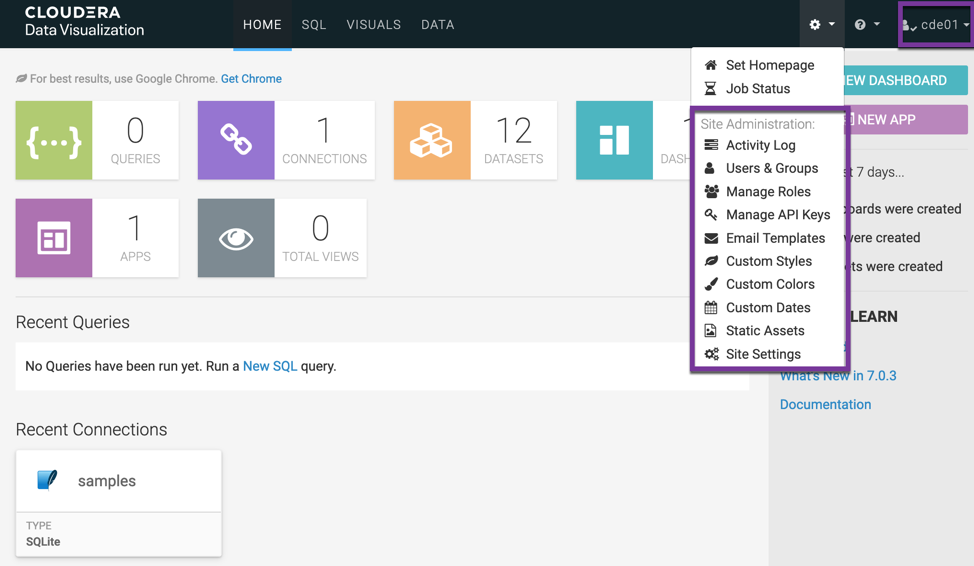 CLOUDERA
Data Visualization
HOME SQL VISUALS DATA
cde01
For best results, use Google Chrome. Get Chrome
0
QUERIES
1
CONNECTIONS
12
DATASETS
1
APPS
0
TOTAL VIEWS
Set Homepage
Job Status
Site Administration:
Activity Log
Users & Groups
Manage Roles
Manage API Keys
Email Templates
Custom Styles
Custom Colors
Custom Dates
Static Assets
Site Settings
DASHBOARD
NEW APP
7 days...
were created
were created
were created
LEARN
What's New in 7.0.3
Documentation
Recent Queries
No Queries have been run yet. Run a New SQL query.
Recent Connections
samples
TYPE
SQLite